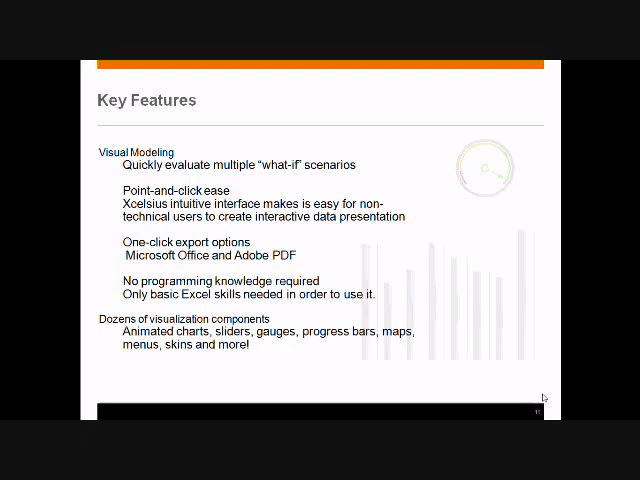 Key Features
Visual Modeling
Quickly evaluate multiple “what-if” scenarios
Point-and-click ease
Xcelsius intuitive interface makes is easy for non-
technical users to create interactive data presentation
One-click export options
Microsoft Office and Adobe PDF
No programming knowledge required
Only basic Excel skills needed in order to use it.
Dozens of visualization components
Animated charts, sliders, gauges, progress bars, maps,
menus, skins and more!
11